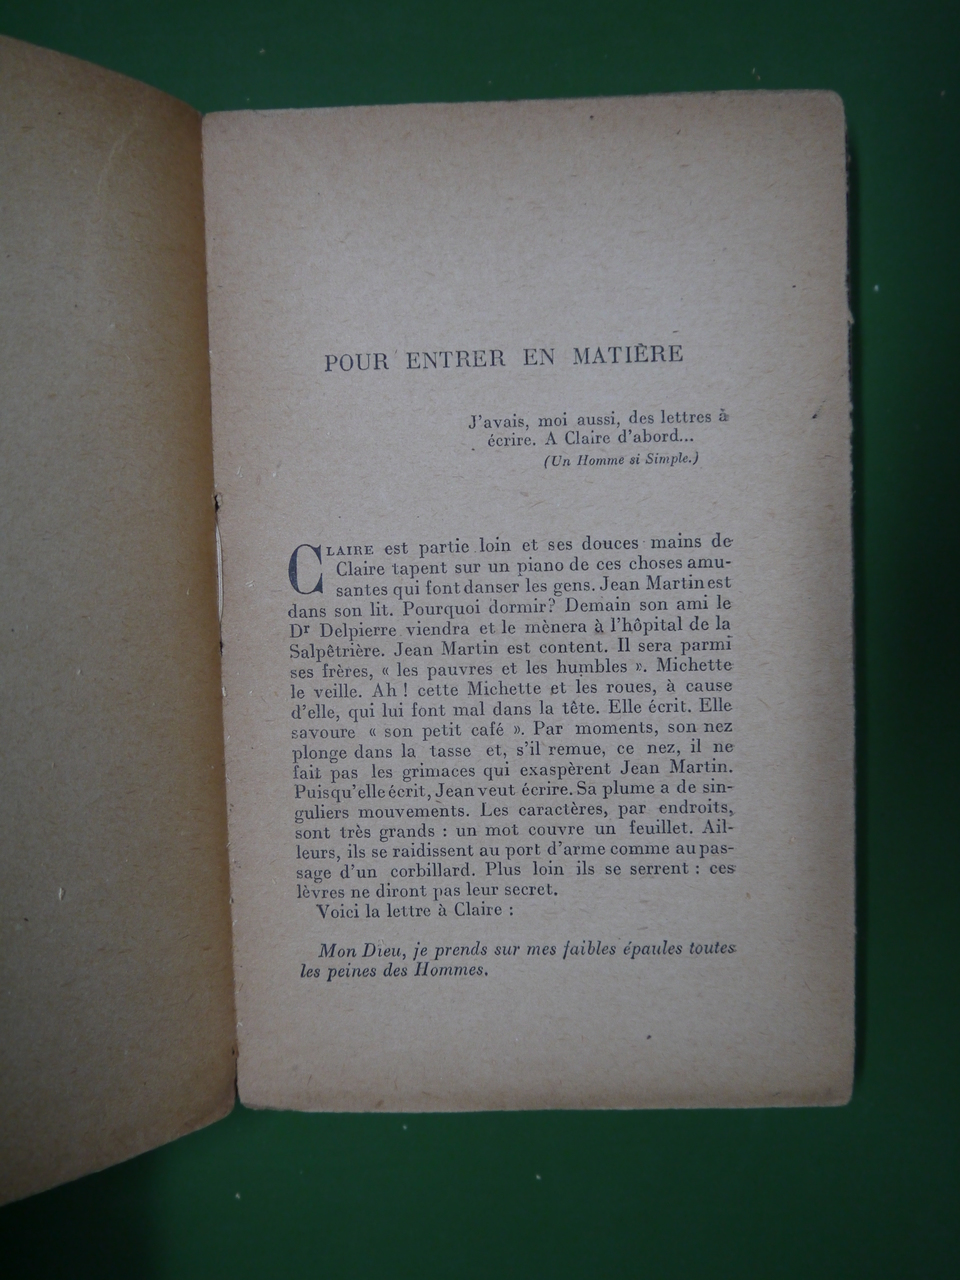 POUR ENTRER EN MATIÈRE
J'avais, moi aussi, des lettres à
écrire. A Claire d'abord...
(Un Homme si Simple.)
CLAIRE est partie loin et ses douces mains de
Claire tapent sur un piano de ces choses amu-
santes qui font danser les gens. Jean Martin est
dans son lit. Pourquoi dormir? Demain son ami le
Dr Delpierre viendra et le mènera à l'hôpital de la
Salpêtrière. Jean Martin est content. Il sera parmi
ses frères, « les pauvres et les humbles ». Michette
le veille. Ah ! cette Michette et les roues, à cause
d'elle, qui lui font mal dans la tête. Elle écrit. Elle
savoure « son petit café ». Par moments, son nez
plonge dans la tasse et, s'il remue, ce nez, il ne
fait pas les grimaces qui exaspèrent Jean Martin.
Puisqu'elle écrit, Jean veut écrire. Sa plume a de sin-
guliers mouvements. Les caractères, par endroits,
sont très grands : un mot couvre un feuillet. Ail-
leurs, ils se raidissent au port d'arme comme au pas-
sage d'un corbillard. Plus loin ils se serrent : ces
lèvres ne diront pas leur secret.
Voici la lettre à Claire :
Mon Dieu, je prends sur mes faibles épaules toutes
les peines des Hommes.